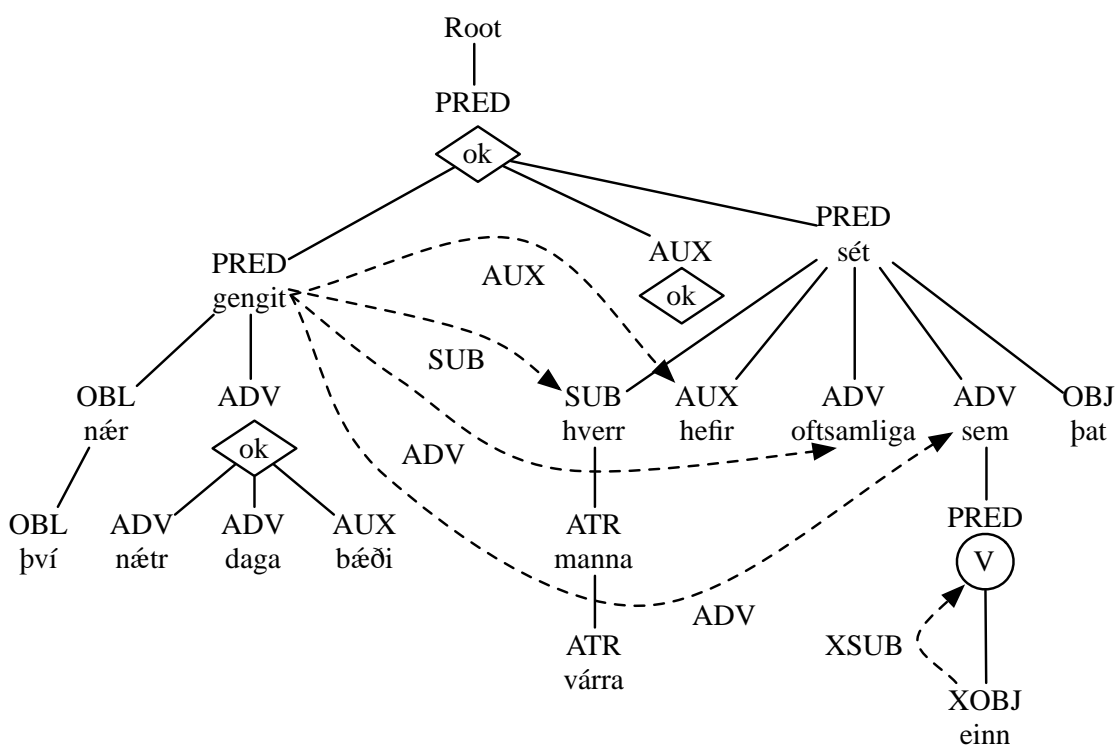 Root
PRED
ok
PRED
sét
PRED
gengit
AUX
ok
AUX
SUB
OBL
nær
ADV
ok
SUB
hverr
AUX
hefir
ADV
oftsamliga
ADV
sem
OBJ
þat
ADV
OBL
því
ADV
nǽtr
ADV
daga
AUX
bǽði
ATR
manna
PRED
V
ADV
ATR
várra
XSUB
XOBJ
einn